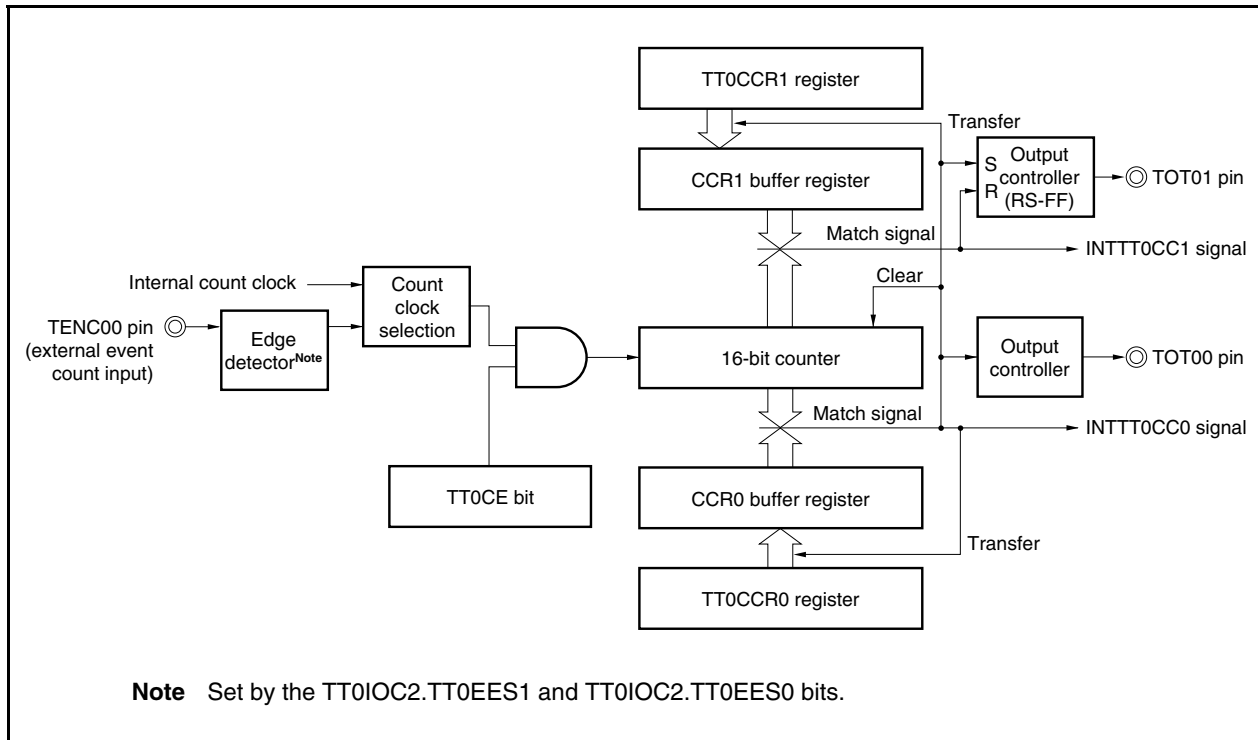 TT0CCR1 register
Transfer
CCR1 buffer register
S
R
Output
controller
(RS-FF)
TOT01 pin
Match signal
INTTT0CC1 signal
Internal count clock
Count
clock
selection
Clear
TENC00 pin
(external event
count input)
Edge
detectorNote
16-bit counter
Output
controller
TOT00 pin
Match signal
INTTT0CC0 signal
TT0CE bit
CCR0 buffer register
Transfer
TT0CCR0 register
Note Set by the TT0IOC2.TT0EES1 and TT0IOC2.TT0EES0 bits.